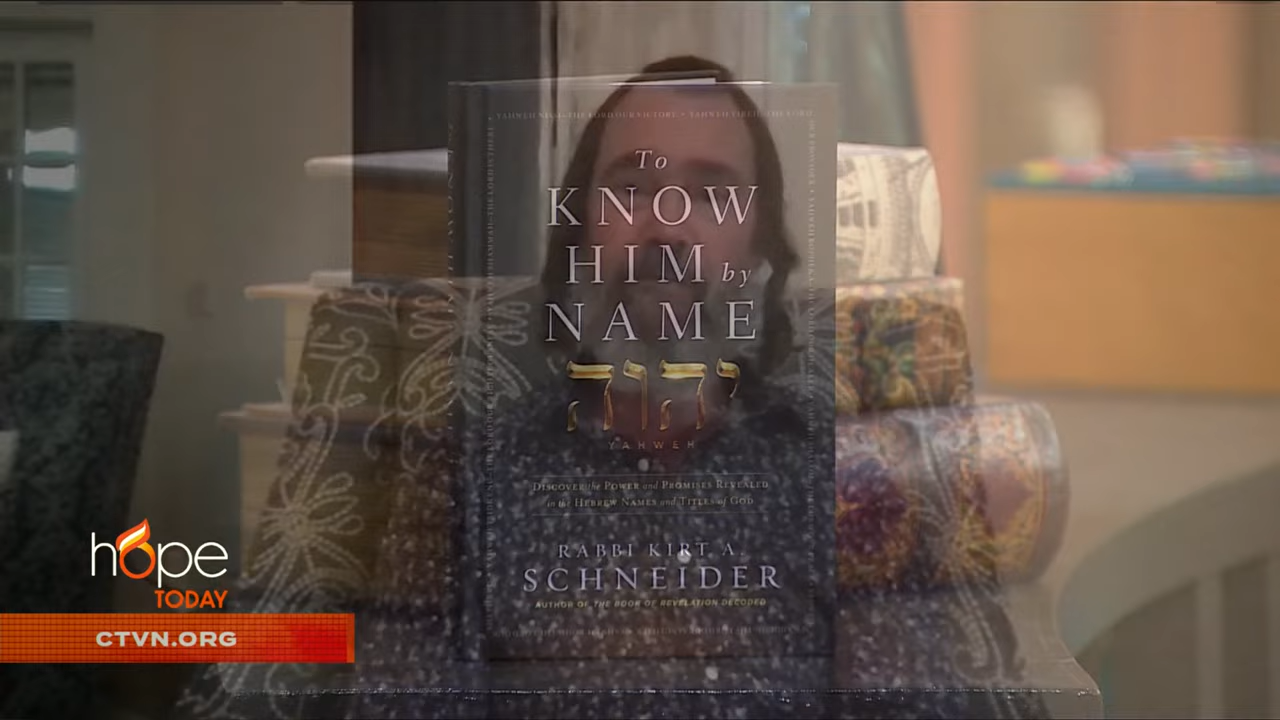 To
KNOW
HIM by
NAME
יהוה
YAHWEH
DISCOVER the POWER and PROMISES REVEALED
in the HEBREW NAMES and TITLES of GOD
RABBI KIRT A.
SCHNEIDER
AUTHOR OF THE BOOK OF REVELATION DECODED
hope
TODAY
CTVN.ORG